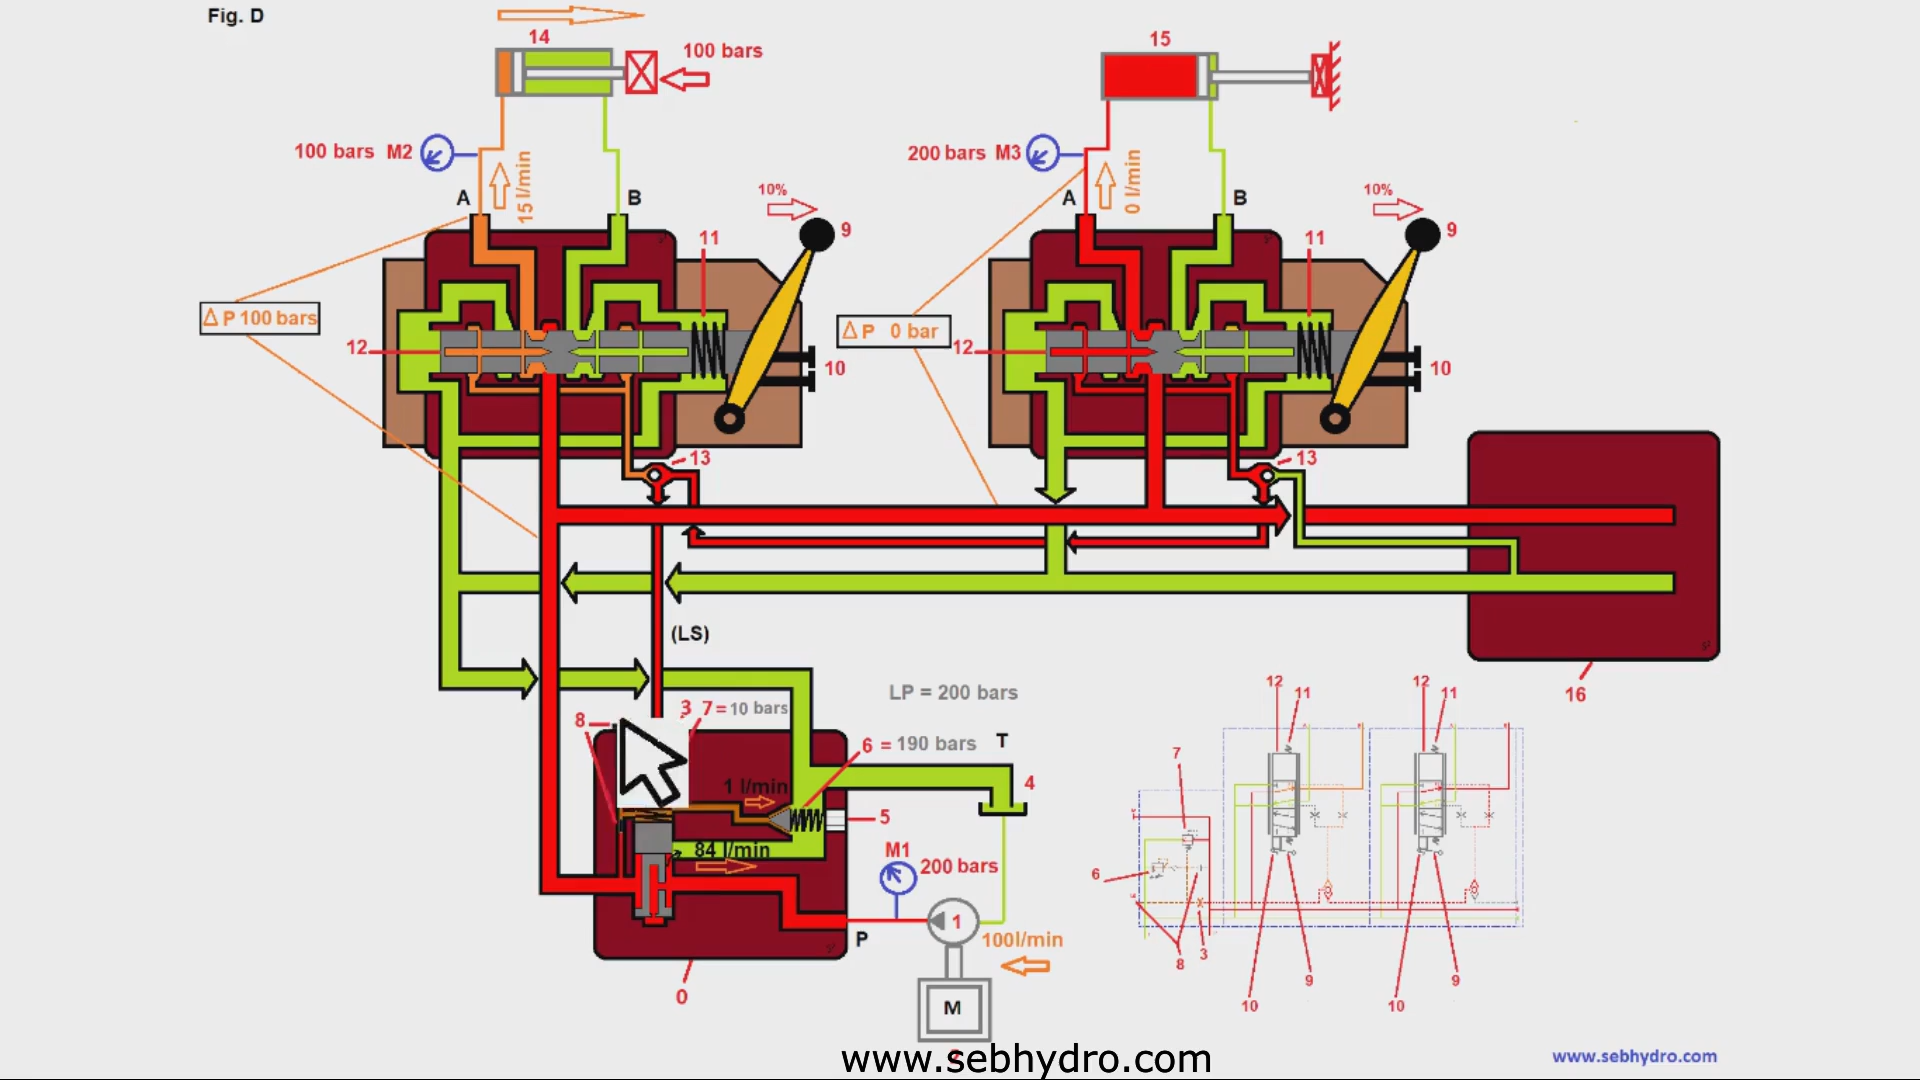 Fig. D
14
100 bars
15
100 bars M2
15 l/min
A
B
10%
9
200 bars M3
0 l/min
A
B
10%
9
11
11
Δ P 100 bars
Δ P 0 bar
12
10
12
10
13
13
(LS)
16
LP = 200 bars
8
3 7 = 10 bars
6 = 190 bars
T
4
1 l/min
5
84 l/min
M1
200 bars
1
P
100l/min
0
M
12
11
12
11
7
6
8
3
9
9
10
10
www.sebhydro.com
www.sebhydro.com